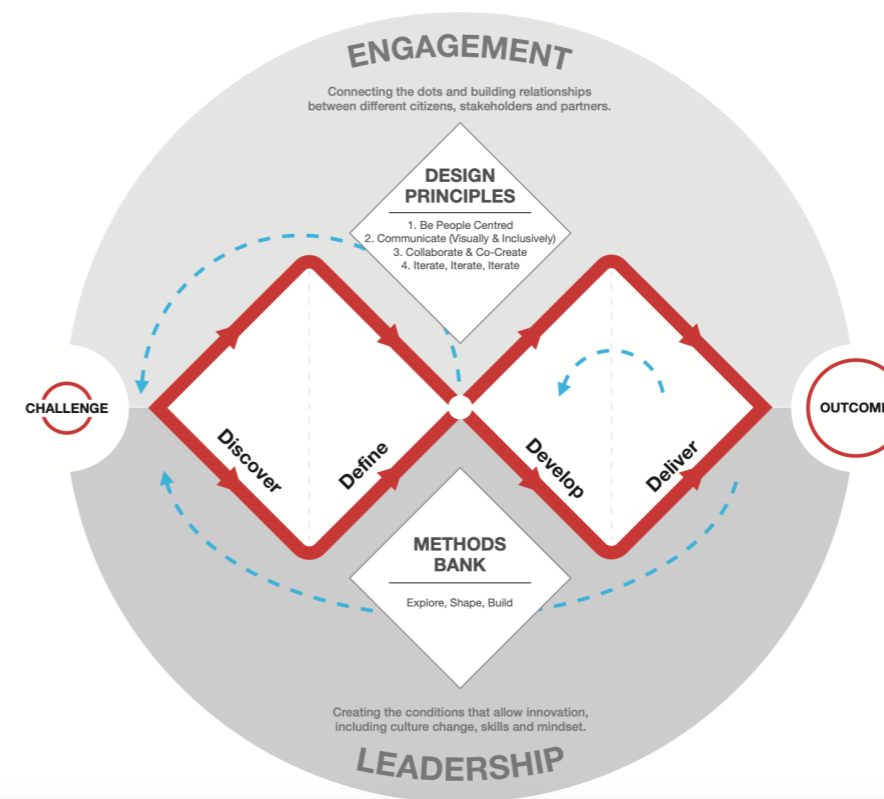 ENGAGEMENT
Connecting the dots and building relationships
between different citizens, stakeholders and partners.
DESIGN
PRINCIPLES
1. Be People Centred
2. Communicate (Visually & Inclusively)
3. Collaborate & Co-Create
4. Iterate, Iterate, Iterate
CHALLENGE
OUTCOM
Discover
Define
Develop
Deliver
METHODS
BANK
Explore, Shape, Build
Creating the conditions that allow innovation,
including culture change, skills and mindset.
LEADERSHIP